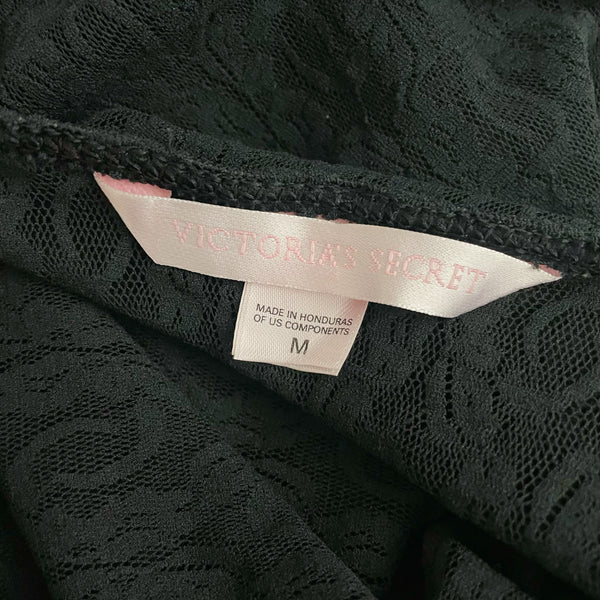 VICTORIA'S SECRET
MADE IN HONDURAS
OF US COMPONENTS
M